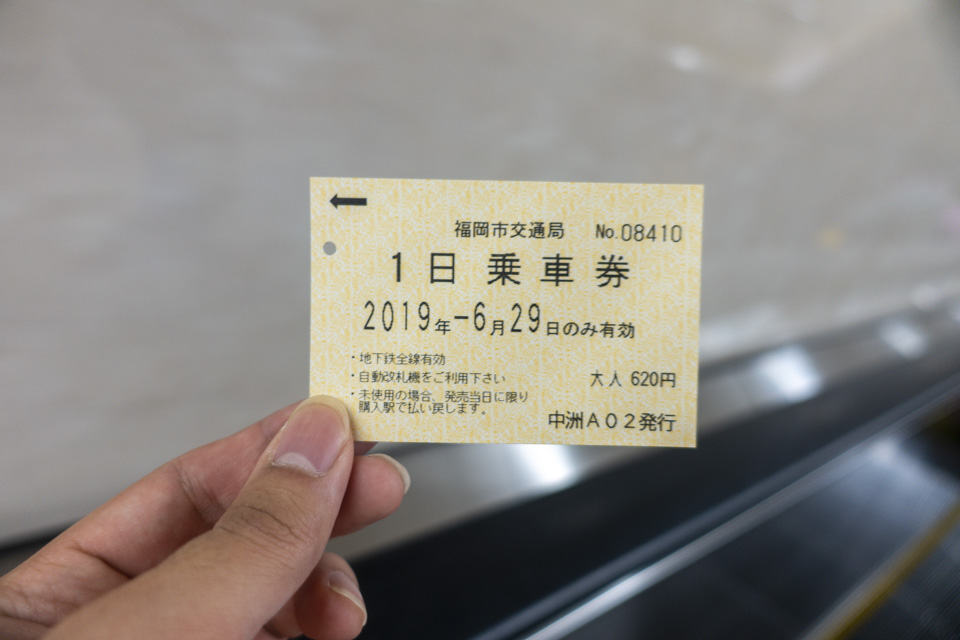 ←
福岡市交通局 No.08410
1日乗車券
2019年-6月29日のみ有効
・地下鉄全線有効
・自動改札機をご利用下さい
・未使用の場合、発売当日に限り
購入駅で払い戻します。
大人 620円
中洲A02発行